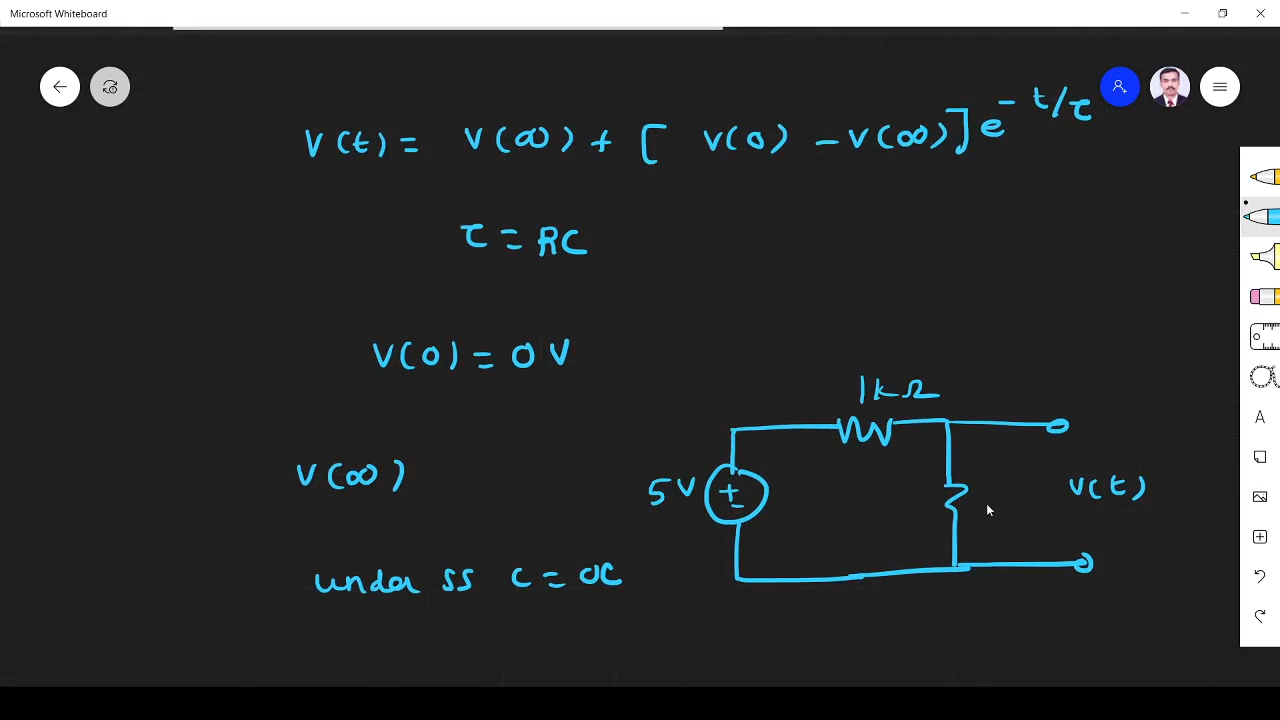 Microsoft Whiteboard
V(t) = V(∞) + [ V(0) - V(∞)] e^{-t/τ}
τ = RC
V(0) = 0 V
1kΩ
V(∞)
5V
+
-
V(t)
under ss C = OC
A